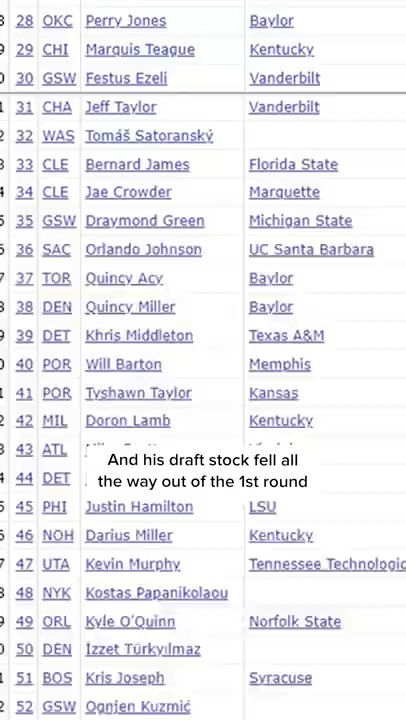 28 OKC Perry Jones Baylor
29 CHI Marquis Teague Kentucky
30 GSW Festus Ezeli Vanderbilt
31 CHA Jeff Taylor Vanderbilt
32 WAS Tomáš Satoranský
33 CLE Bernard James Florida State
34 CLE Jae Crowder Marquette
35 GSW Draymond Green Michigan State
36 SAC Orlando Johnson UC Santa Barbara
37 TOR Quincy Acy Baylor
38 DEN Quincy Miller Baylor
39 DET Khris Middleton Texas A&M
40 POR Will Barton Memphis
41 POR Tyshawn Taylor Kansas
42 MIL Doron Lamb Kentucky
43 ATL
And his draft stock fell all
44 DET
the way out of the 1st round
45 PHI Justin Hamilton LSU
46 NOH Darius Miller Kentucky
47 UTA Kevin Murphy Tennessee Technologic
48 NYK Kostas Papanikolaou
49 ORL Kyle O'Quinn Norfolk State
50 DEN İzzet Türkyılmaz
51 BOS Kris Joseph Syracuse
52 GSW Ognjen Kuzmić